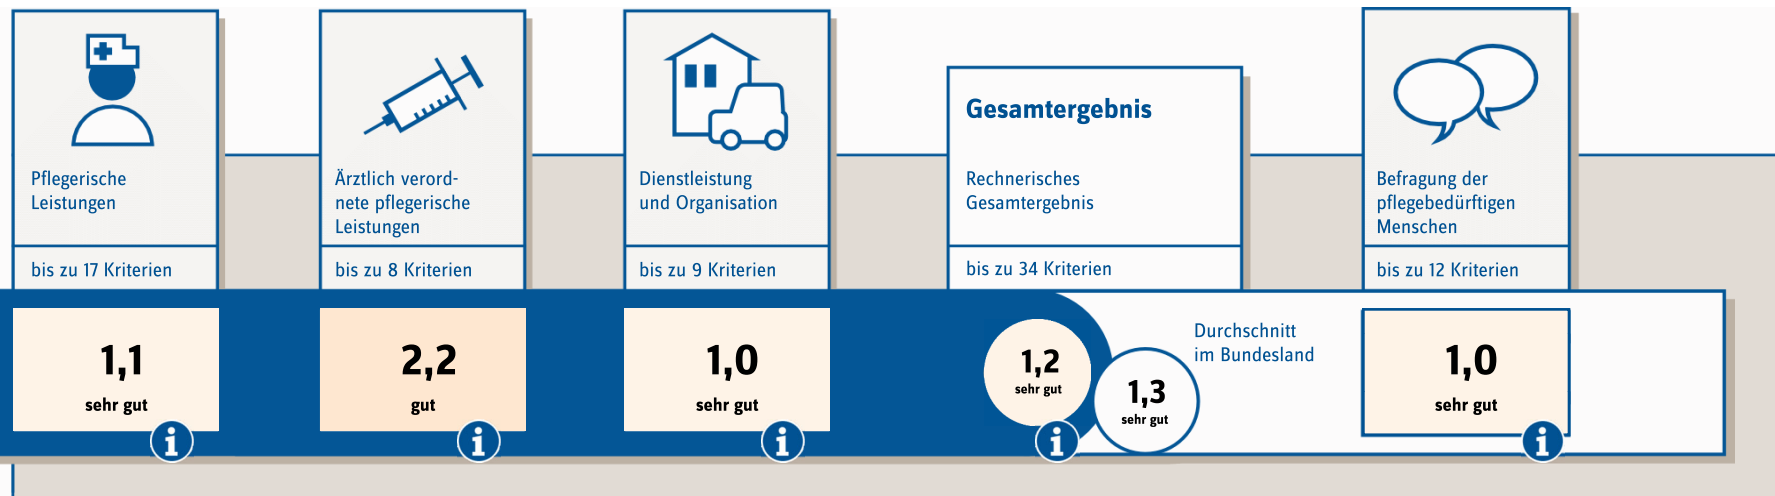 Pflegerische
Leistungen
bis zu 17 Kriterien
1,1
sehr gut
Ärztlich verord-
nete pflegerische
Leistungen
bis zu 8 Kriterien
2,2
gut
Dienstleistung
und Organisation
bis zu 9 Kriterien
1,0
sehr gut
Gesamtergebnis
Rechnerisches
Gesamtergebnis
bis zu 34 Kriterien
1,2
sehr gut
1,3
sehr gut
Durchschnitt
im Bundesland
Befragung der
pflegebedürftigen
Menschen
bis zu 12 Kriterien
1,0
sehr gut